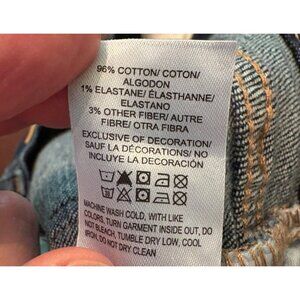 96% COTTON/ COTON/
ALGODON
1% ELASTANE/ ÉLASTHANNE/
ELASTANO
3% OTHER FIBER/ AUTRE
FIBRE/ OTRA FIBRA
EXCLUSIVE OF DECORATION/
SAUF LA DÉCORATIONS/ NO
INCLUYE LA DECORACIÓN
MACHINE WASH COLD, WITH LIKE
COLORS, TURN GARMENT INSIDE OUT, DO
NOT BLEACH, TUMBLE DRY LOW, COOL
IRON, DO NOT DRY CLEAN